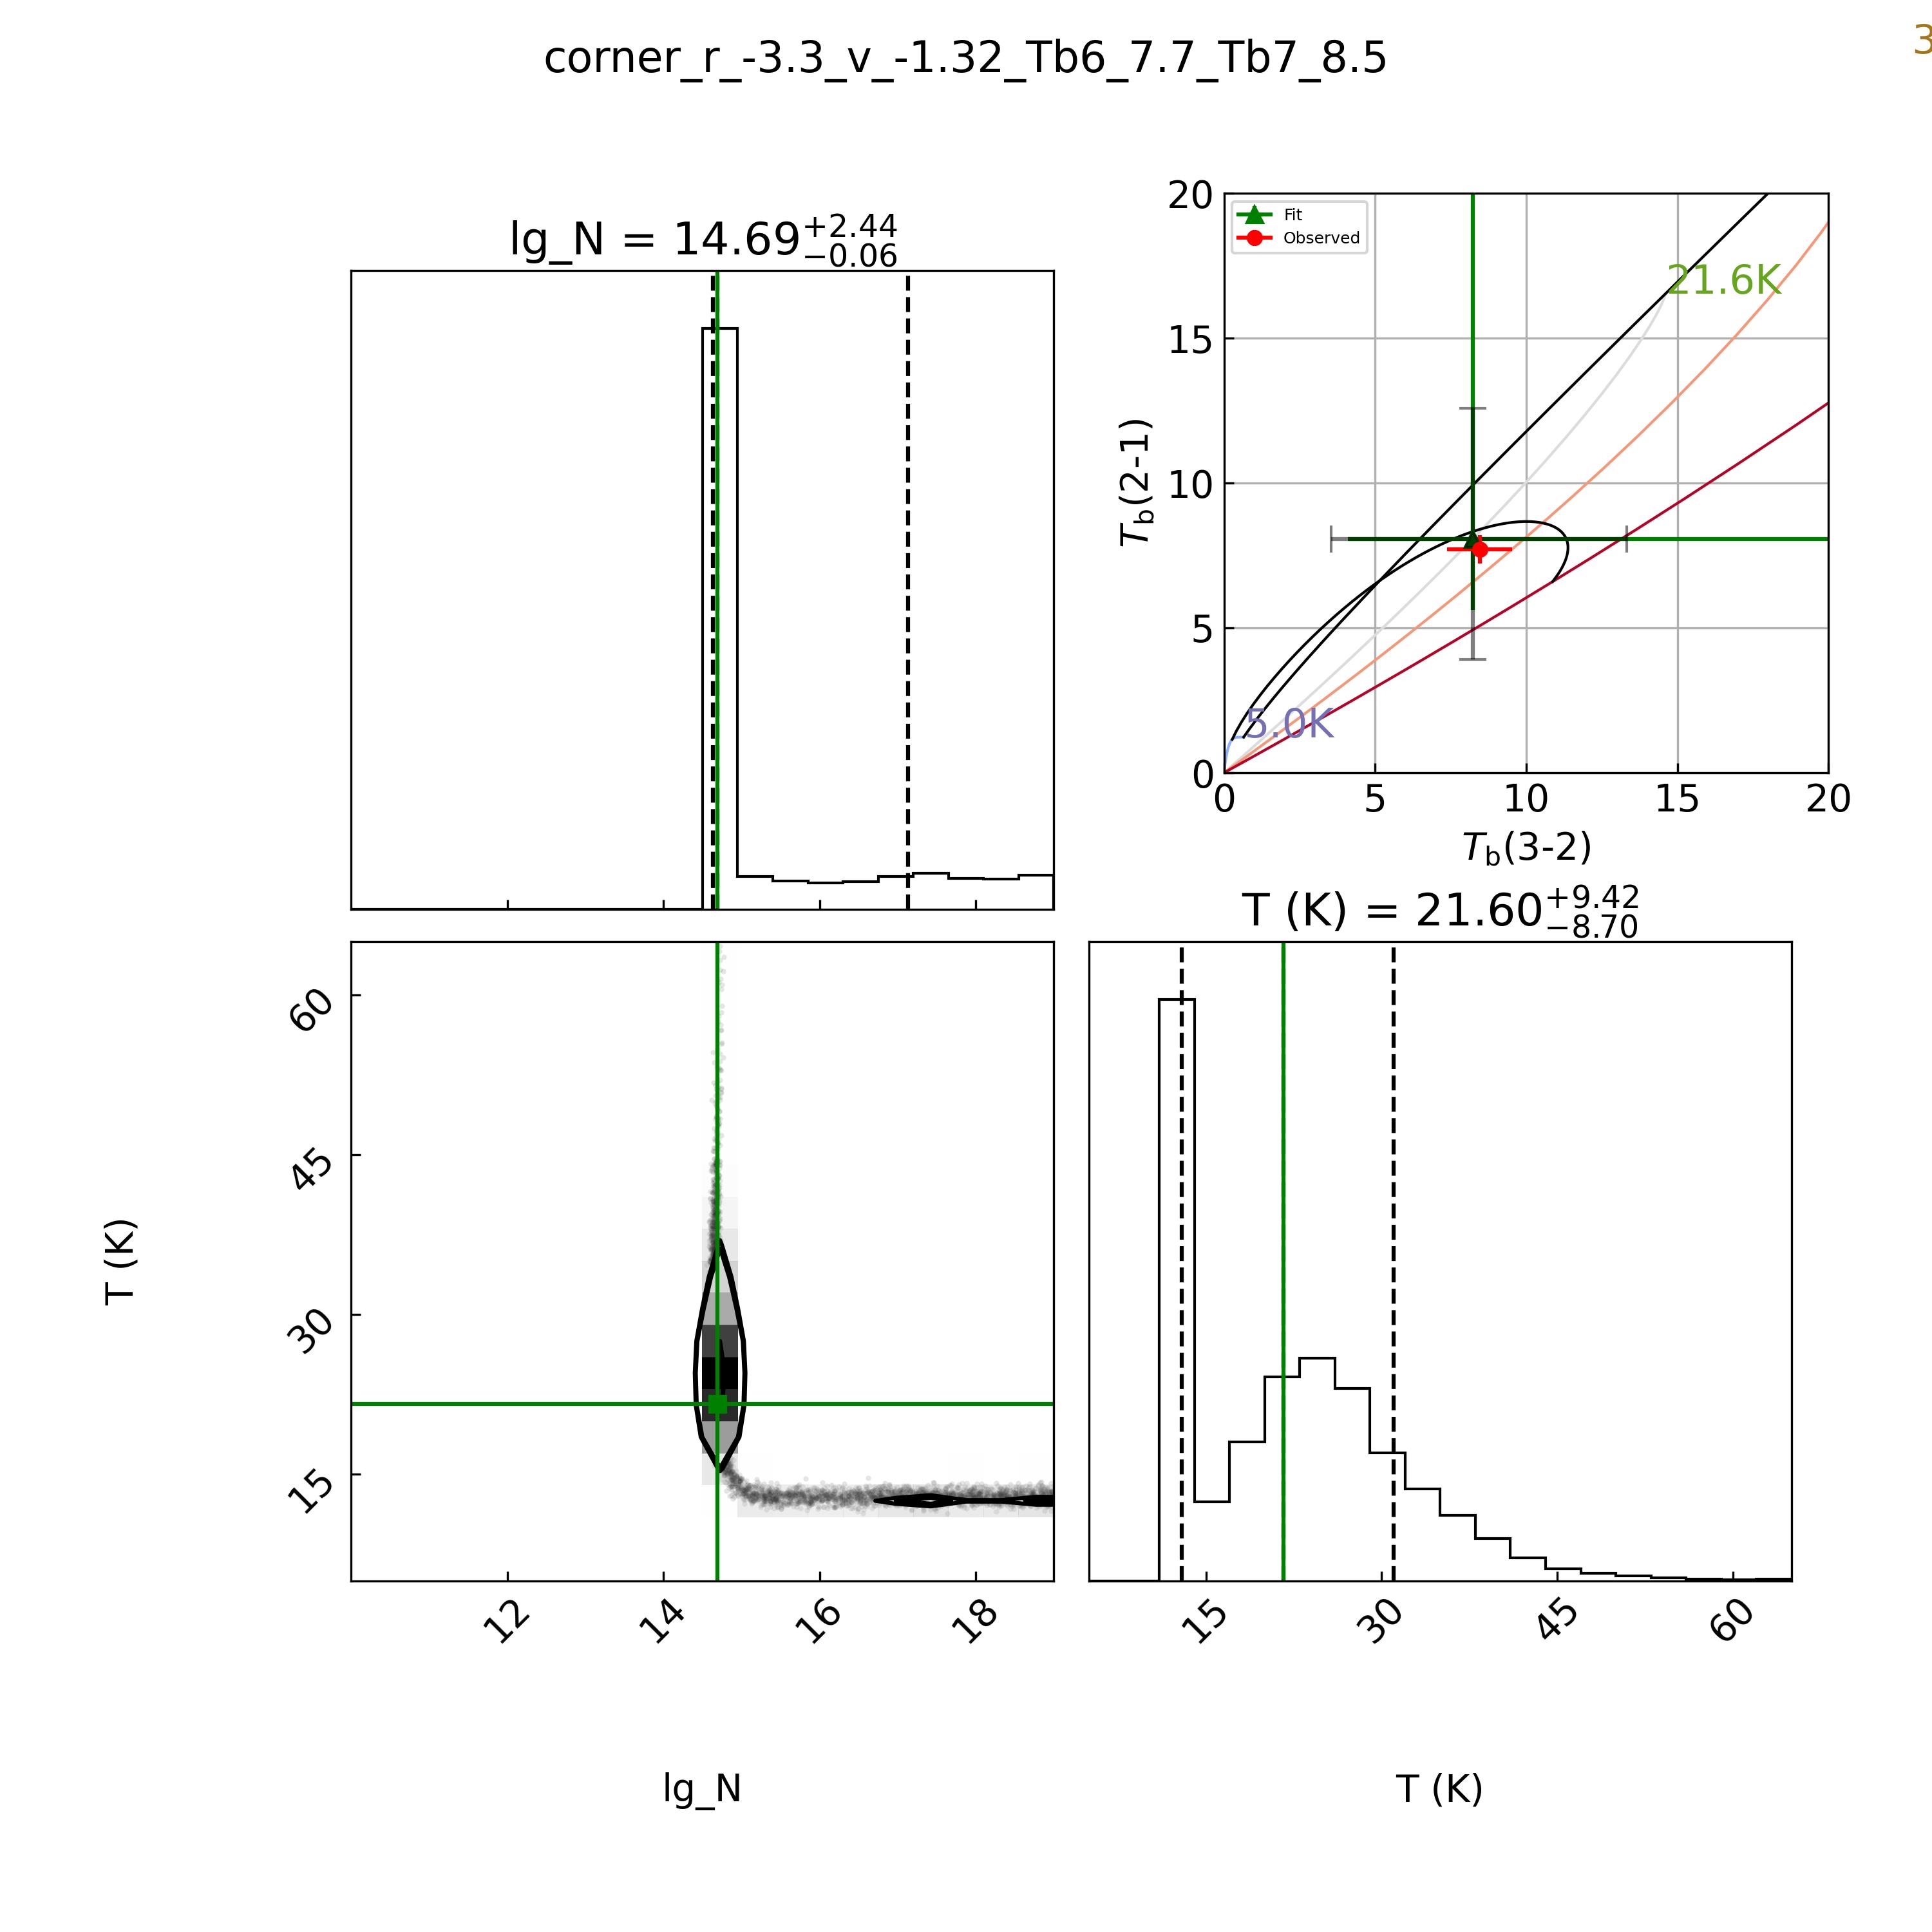 corner_r_-3.3_v_-1.32_Tb6_7.7_Tb7_8.5
3
lg_N = 14.69+2.44−0.06
20
15
10
5
0
Tb(2-1)
Fit
Observed
21.6K
5.0K
0 5 10 15 20
Tb(3-2)
T (K) = 21.60+9.42−8.70
60
45
30
15
T (K)
12 14 16 18
lg_N
15 30 45 60
T (K)